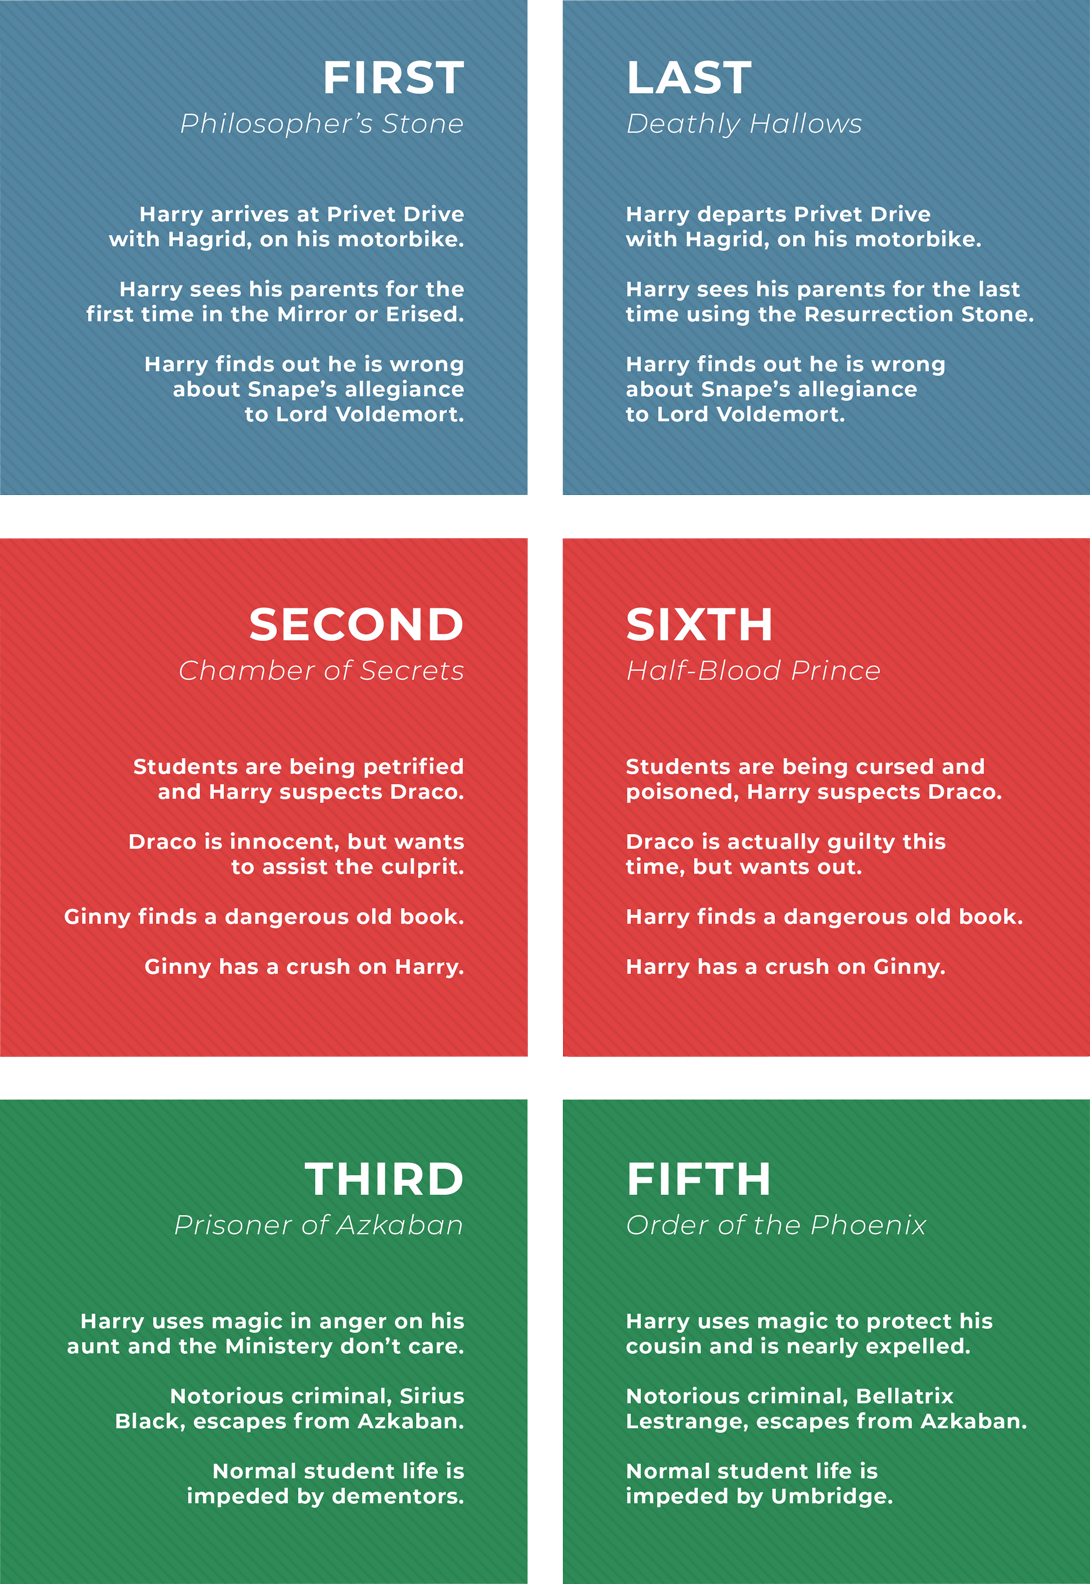 FIRST
Philosopher’s Stone
Harry arrives at Privet Drive
with Hagrid, on his motorbike.
Harry sees his parents for the
first time in the Mirror or Erised.
Harry finds out he is wrong
about Snape’s allegiance
to Lord Voldemort.
LAST
Deathly Hallows
Harry departs Privet Drive
with Hagrid, on his motorbike.
Harry sees his parents for the last
time using the Resurrection Stone.
Harry finds out he is wrong
about Snape’s allegiance
to Lord Voldemort.
SECOND
Chamber of Secrets
Students are being petrified
and Harry suspects Draco.
Draco is innocent, but wants
to assist the culprit.
Ginny finds a dangerous old book.
Ginny has a crush on Harry.
SIXTH
Half-Blood Prince
Students are being cursed and
poisoned, Harry suspects Draco.
Draco is actually guilty this
time, but wants out.
Harry finds a dangerous old book.
Harry has a crush on Ginny.
THIRD
Prisoner of Azkaban
Harry uses magic in anger on his
aunt and the Ministery don’t care.
Notorious criminal, Sirius
Black, escapes from Azkaban.
Normal student life is
impeded by dementors.
FIFTH
Order of the Phoenix
Harry uses magic to protect his
cousin and is nearly expelled.
Notorious criminal, Bellatrix
Lestrange, escapes from Azkaban.
Normal student life is
impeded by Umbridge.